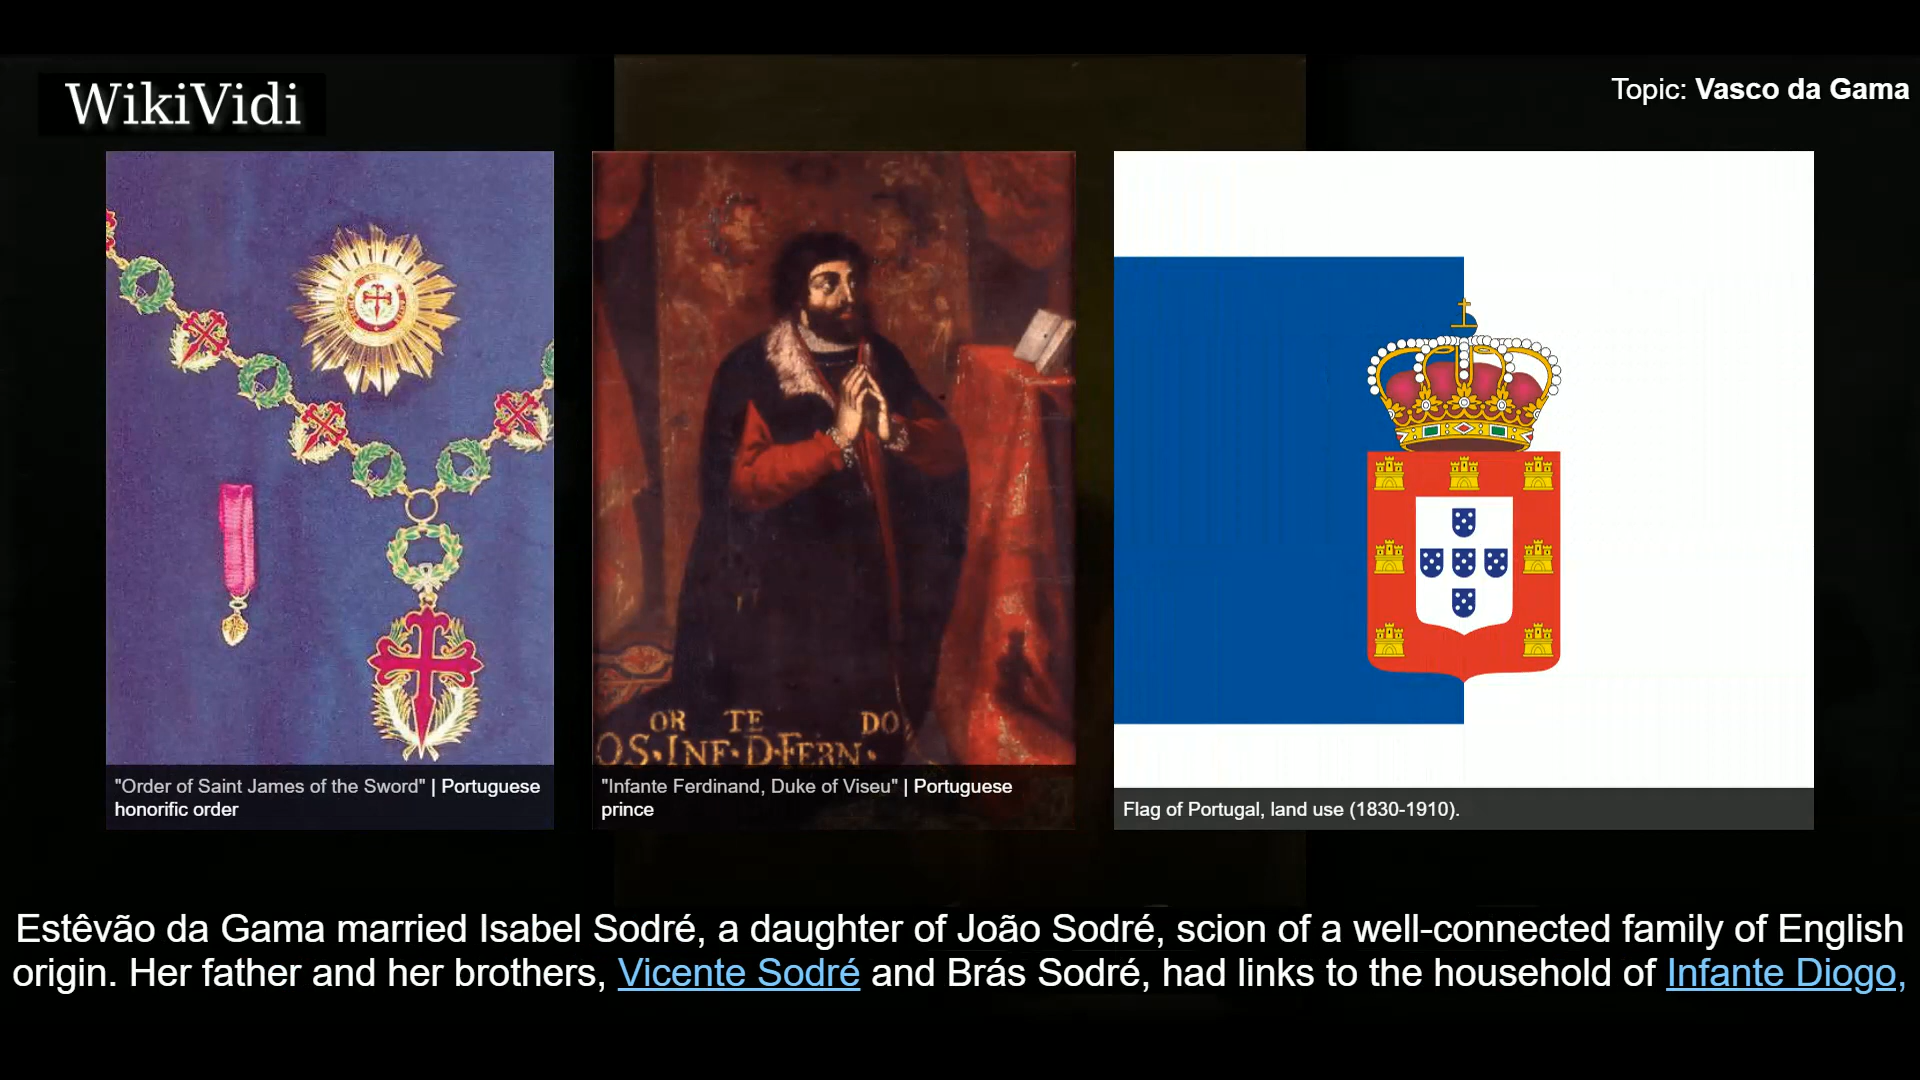 WikiVidi
Topic: Vasco da Gama
OR TE DO
OS·INF·D·FERN·
"Order of Saint James of the Sword" | Portuguese
honorific order
"Infante Ferdinand, Duke of Viseu" | Portuguese
prince
Flag of Portugal, land use (1830-1910).
Estêvão da Gama married Isabel Sodré, a daughter of João Sodré, scion of a well-connected family of English
origin. Her father and her brothers, Vicente Sodré and Brás Sodré, had links to the household of Infante Diogo,